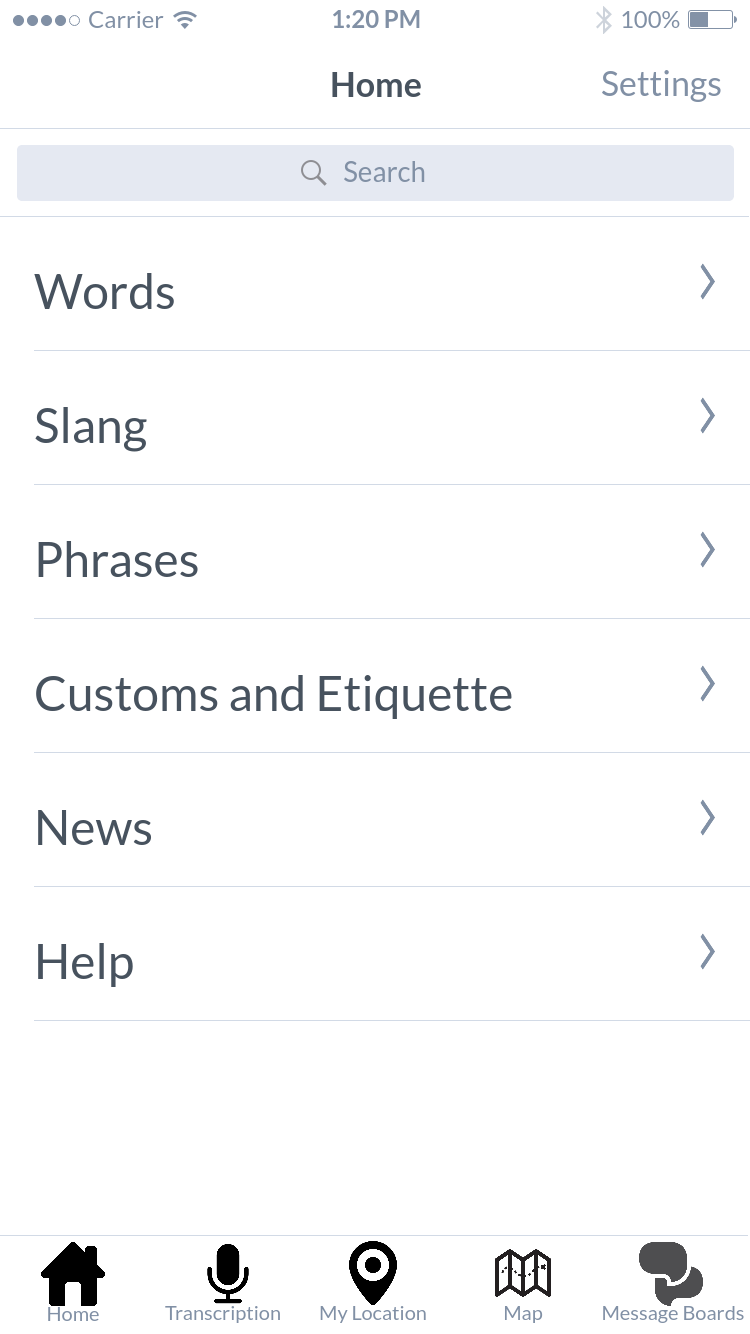 Carrier 1:20 PM 100%
Home Settings
Search
Words
Slang
Phrases
Customs and Etiquette
News
Help
Home Transcription My Location Map Message Boards